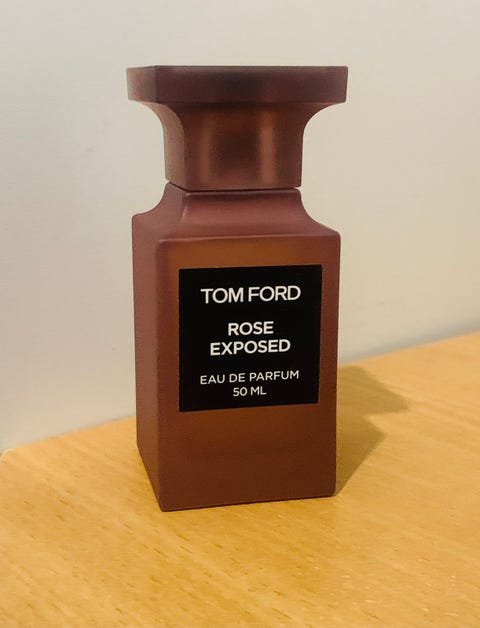 TOM FORD
ROSE
EXPOSED
EAU DE PARFUM
50 ML